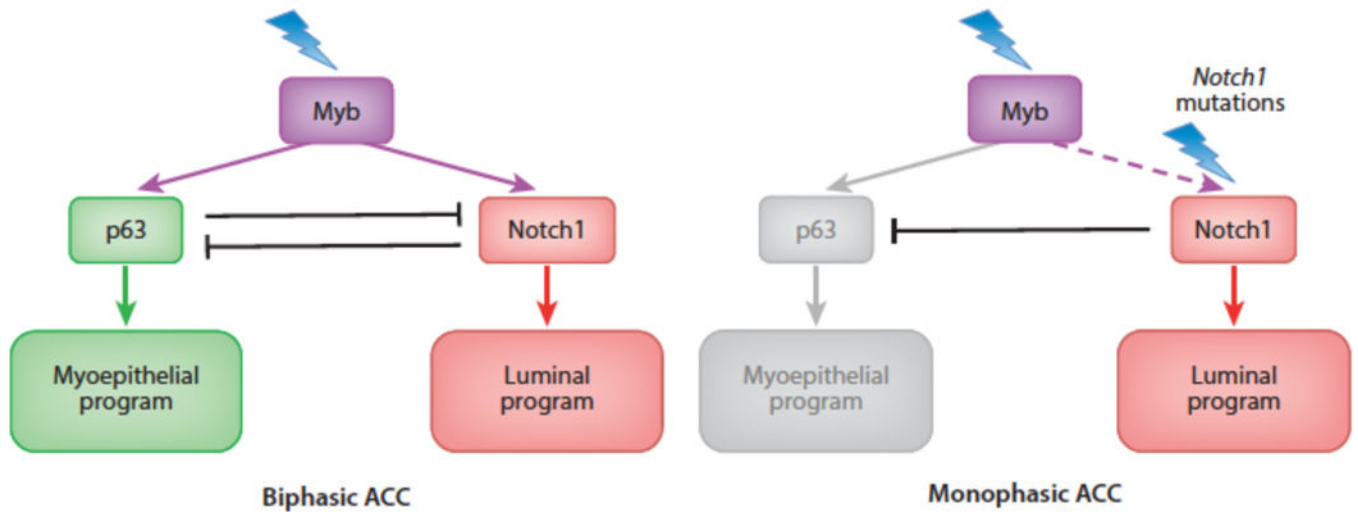 Myb
p63
Notch1
Myoepithelial
program
Luminal
program
Biphasic ACC
Myb
Notch1
mutations
p63
Notch1
Myoepithelial
program
Luminal
program
Monophasic ACC